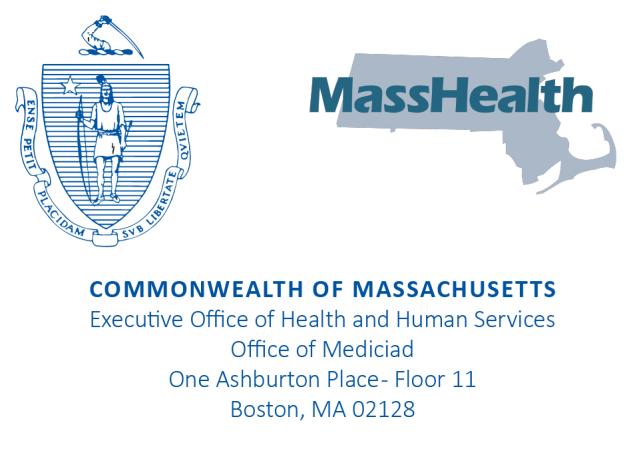 ENSE PETIT PLACIDAM SVB LIBERTATE QVIETEM
MassHealth
COMMONWEALTH OF MASSACHUSETTS
Executive Office of Health and Human Services
Office of Mediciad
One Ashburton Place - Floor 11
Boston, MA 02128